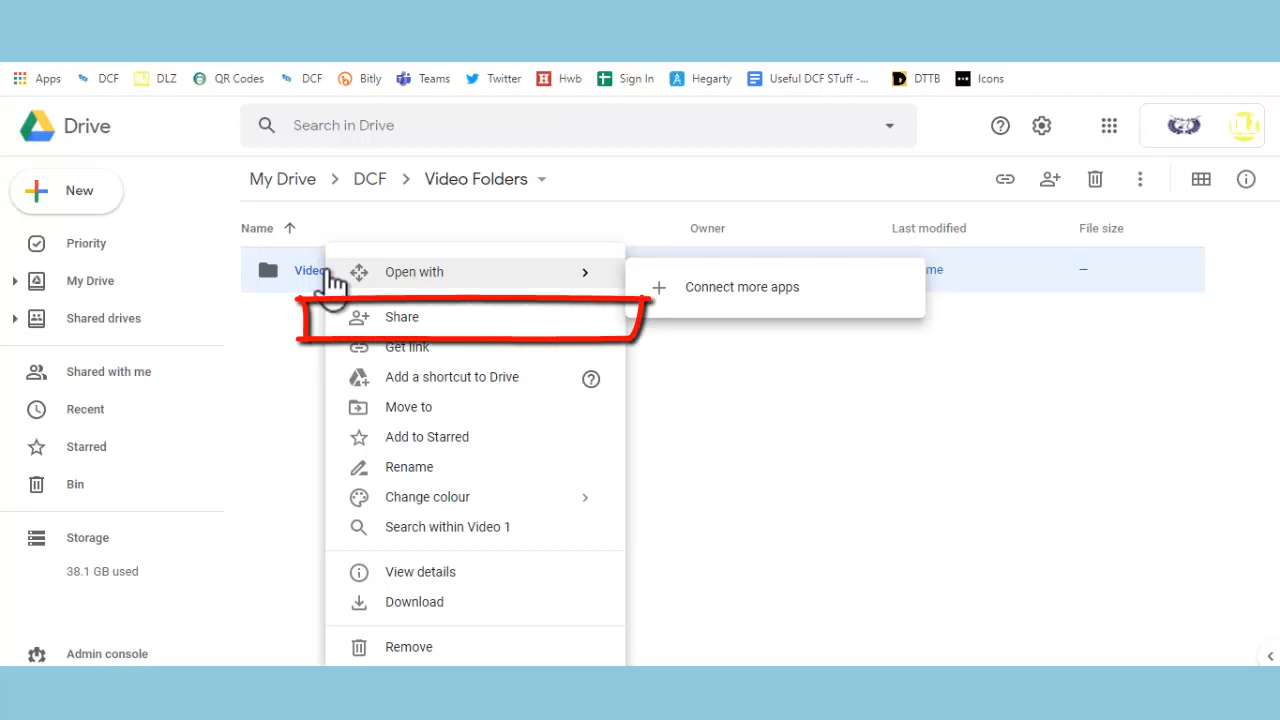 Apps DCF DLZ QR Codes DCF Bitly Teams Twitter Hwb Sign In Hegarty Useful DCF STuff -... DTTB Icons
Drive
Search in Drive
New
My Drive > DCF > Video Folders
Name Owner Last modified File size
Priority
My Drive
Shared drives
Shared with me
Recent
Starred
Bin
Storage
38.1 GB used
Admin console
Video me –
Open with
Connect more apps
Share
Get link
Add a shortcut to Drive
Move to
Add to Starred
Rename
Change colour
Search within Video 1
View details
Download
Remove